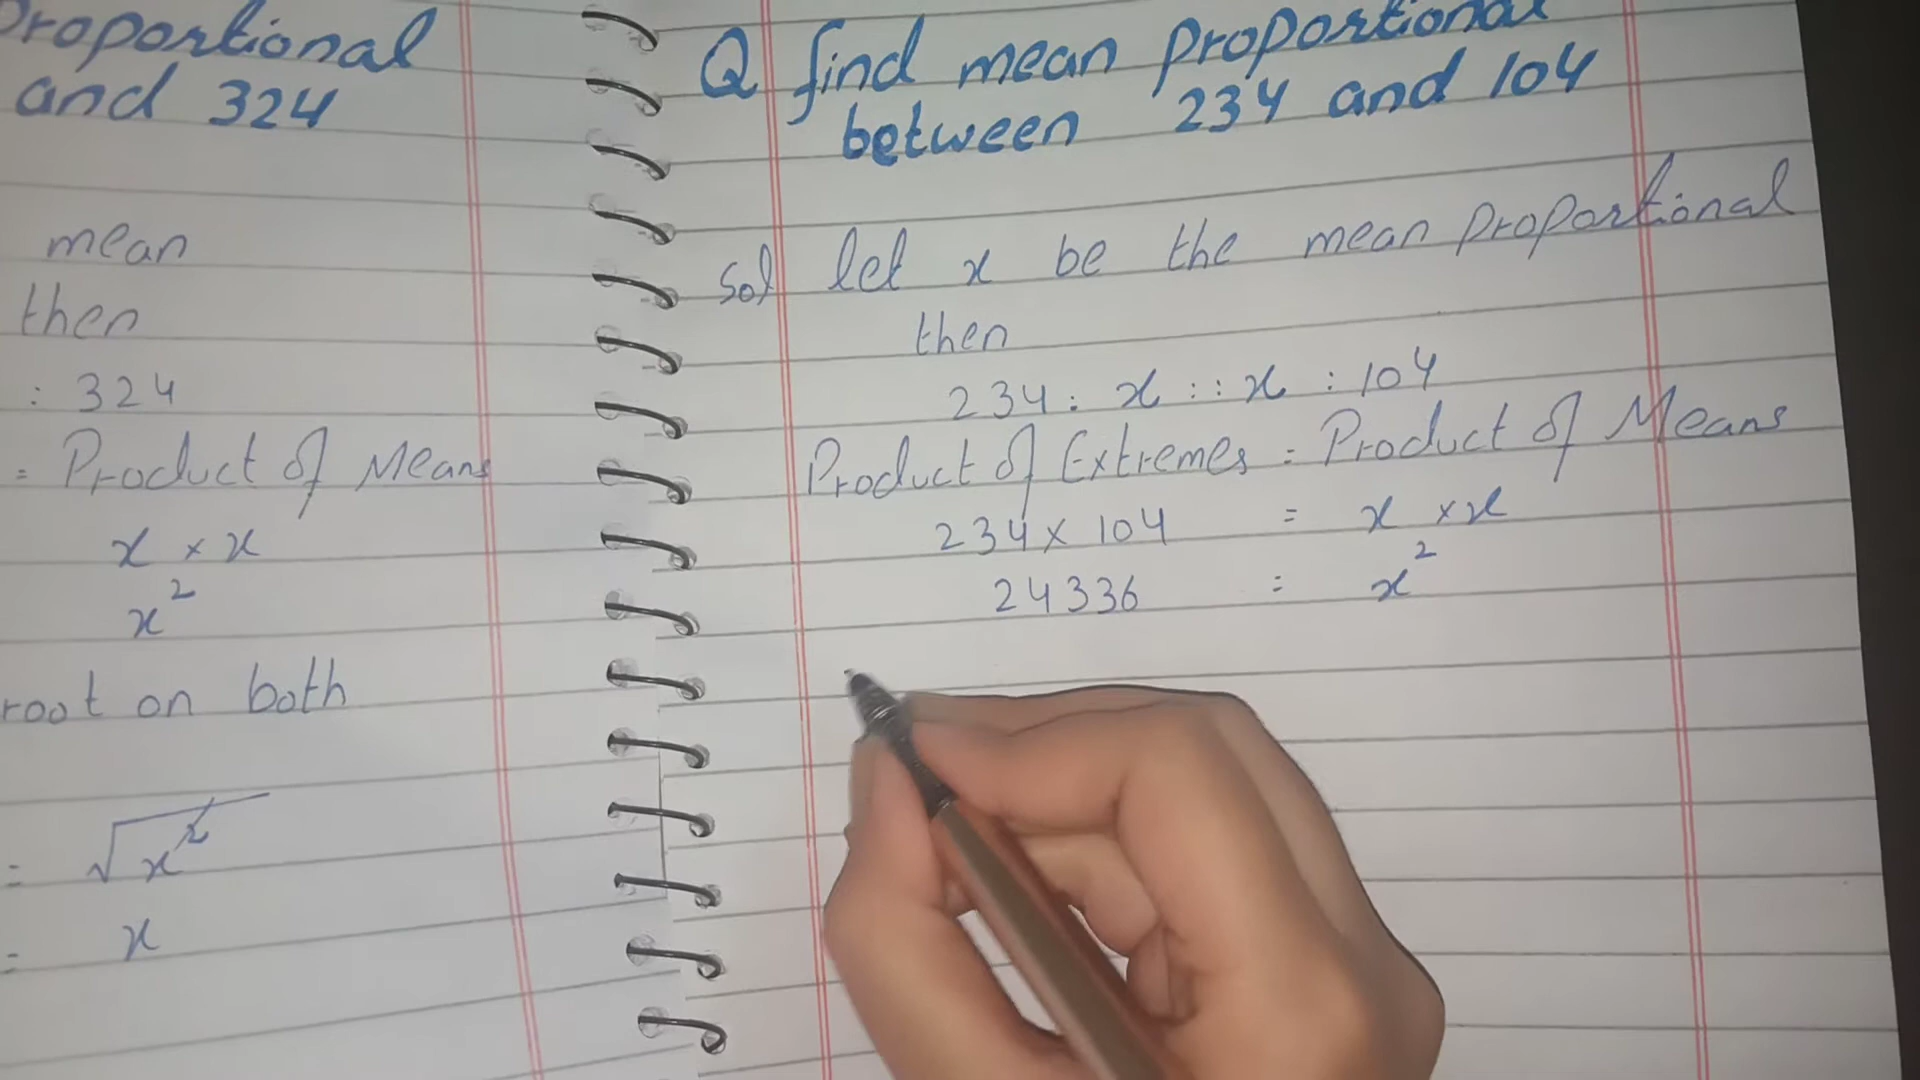 Proportional
and 324
mean
then
: 324
= Product of Means
x × x
x²
root on both
= √x²
= x
Q find mean Proportional
between 234 and 104
Sol let x be the mean Proportional
then
234 : x :: x : 104
Product of Extremes = Product of Means
234 × 104 = x × x
24336 = x²